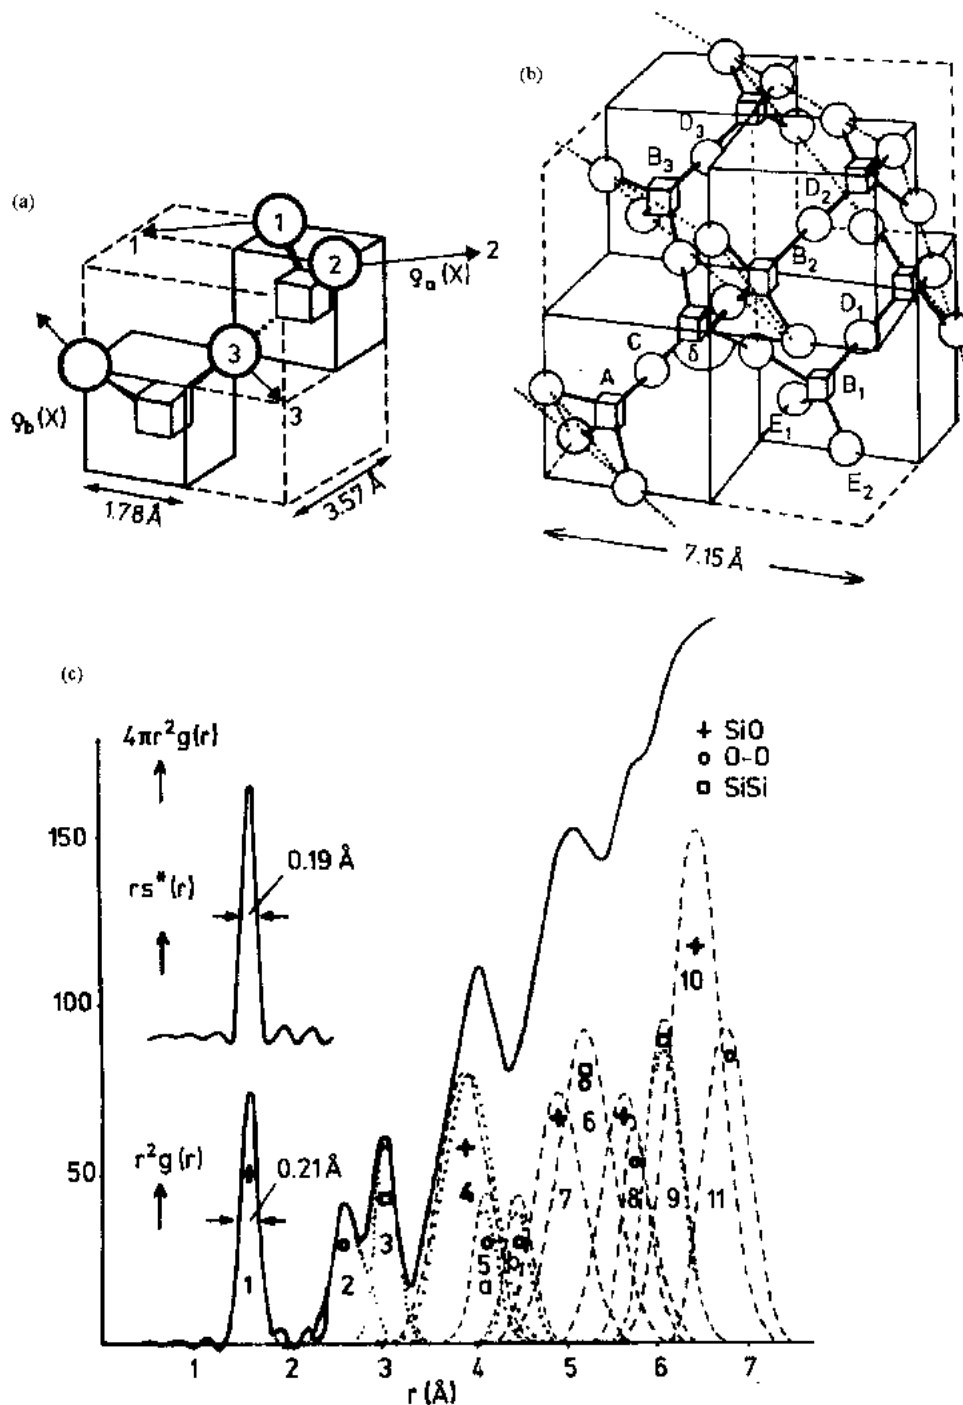 (a)
1
1
2
2
ϱa(X)
3
3
ϱb(X)
1.78 Å
3.57 Å
(b)
D3
B3
D2
B2
D1
C
δ
A
B1
E1
E2
7.15 Å
(c)
4πr²g(r)
+ SiO
o O-O
□ SiSi
150
0.19 Å
rs*(r)
10
100
r²g(r)
0.21 Å
50
1
2
3
4
5
a
b
6
7
8
9
11
1 2 3 4 5 6 7
r (Å)